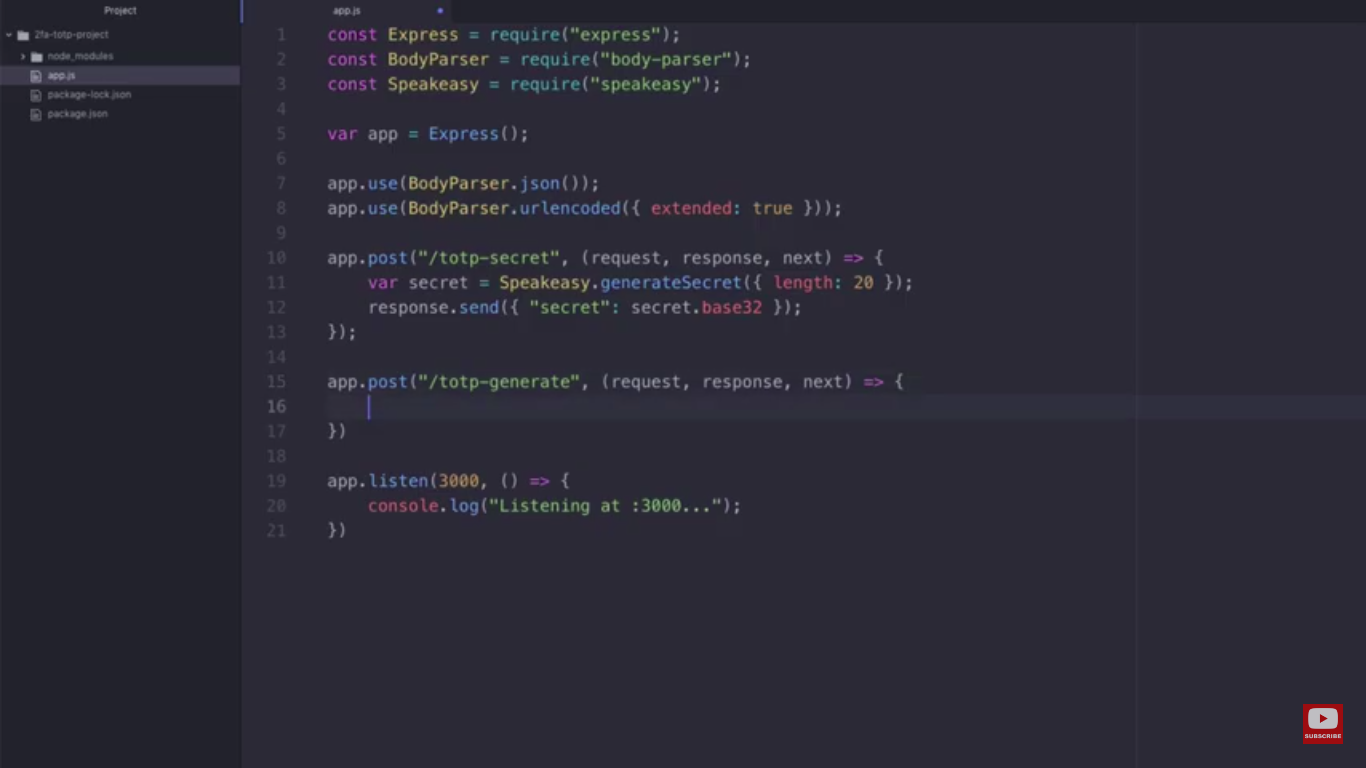 Project
2fa-totp-project
node_modules
app.js
package-lock.json
package.json
app.js
1 const Express = require("express");
2 const BodyParser = require("body-parser");
3 const Speakeasy = require("speakeasy");
4
5 var app = Express();
6
7 app.use(BodyParser.json());
8 app.use(BodyParser.urlencoded({ extended: true }));
9
10 app.post("/totp-secret", (request, response, next) => {
11 var secret = Speakeasy.generateSecret({ length: 20 });
12 response.send({ "secret": secret.base32 });
13 });
14
15 app.post("/totp-generate", (request, response, next) => {
16
17 })
18
19 app.listen(3000, () => {
20 console.log("Listening at :3000...");
21 })
SUBSCRIBE